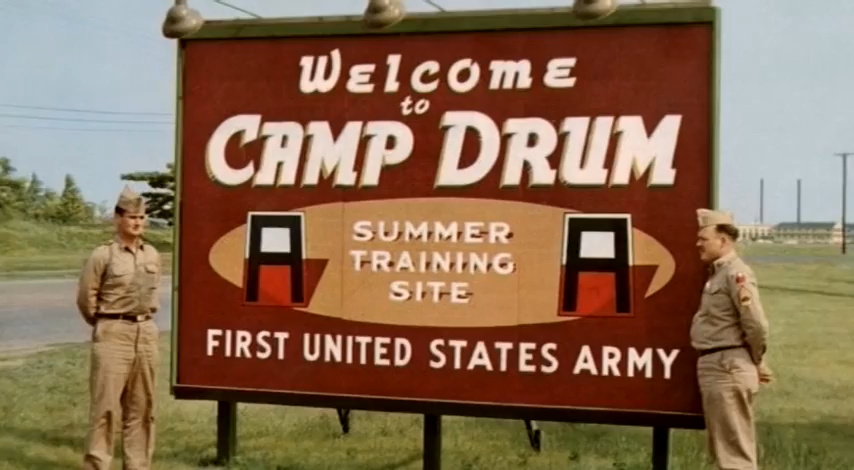 Welcome
to
CAMP DRUM
SUMMER
TRAINING
SITE
FIRST UNITED STATES ARMY